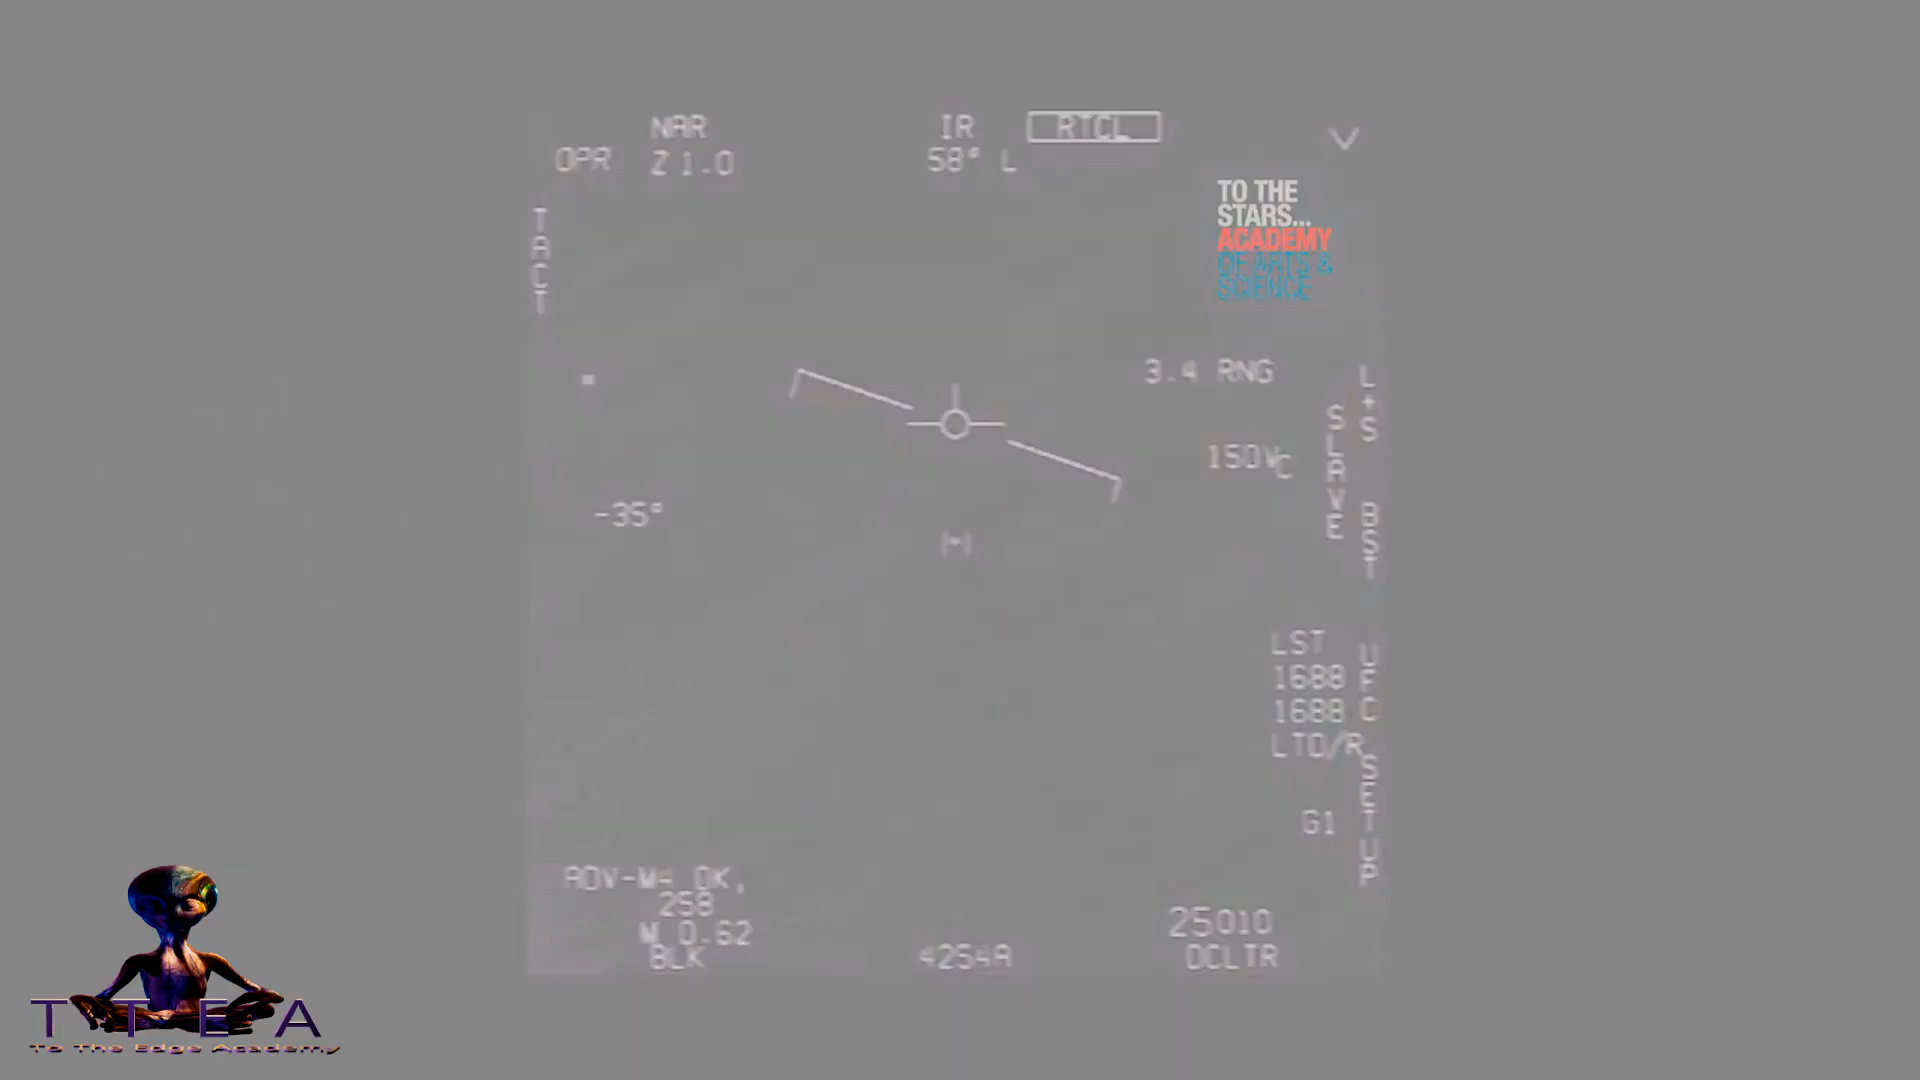 NAR
IR
RTCL
OPR
Z 1.0
58° L
TACT
TO THE
STARS...
ACADEMY
OF ARTS &
SCIENCE
3.4 RNG
L+S
SLAVE
150Vc
-35°
BST
LST
1688
1688
LTD/R
UFC
SETUP
G1
ADV-M4 OK,
258
M 0.62
BLK
4254A
25010
DCLTR
T T E A
To The Edge Academy